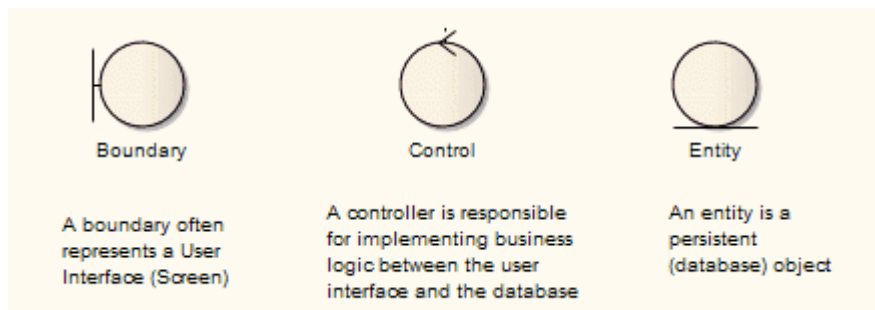 Boundary
Control
Entity
A boundary often
represents a User
Interface (Screen)
A controller is responsible
for implementing business
logic between the user
interface and the database
An entity is a
persistent
(database) object